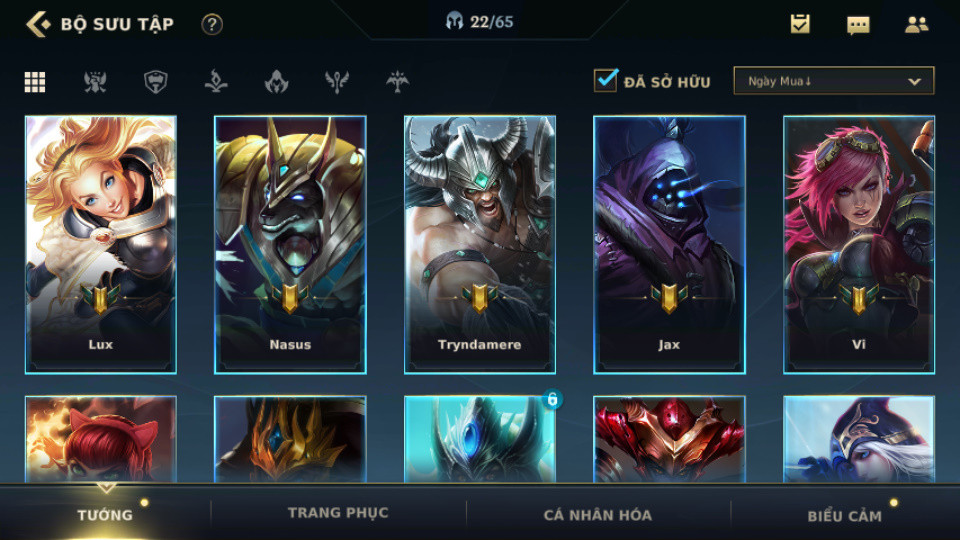 BỘ SƯU TẬP
?
22/65
ĐÃ SỞ HỮU
Ngày Mua↓
Lux
Nasus
Tryndamere
Jax
Vi
TƯỚNG
TRANG PHỤC
CÁ NHÂN HÓA
BIỂU CẢM